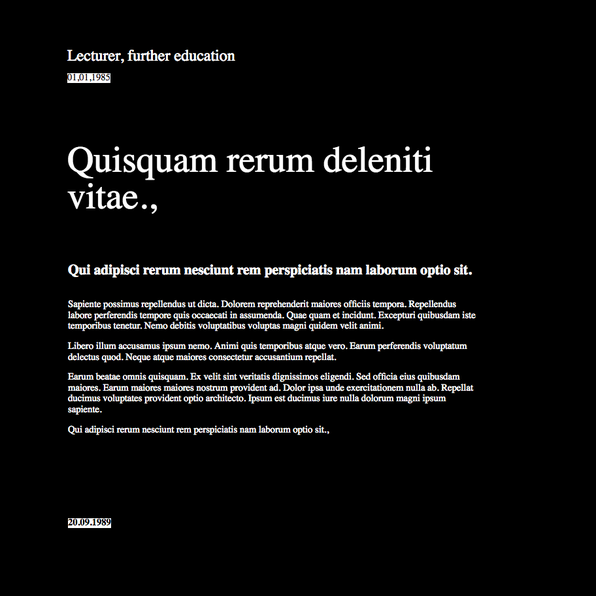 Lecturer, further education
01,01,1985
Quisquam rerum deleniti
vitae.,
Qui adipisci rerum nesciunt rem perspiciatis nam laborum optio sit.
Sapiente possimus repellendus ut dicta. Dolorem reprehenderit maiores officiis tempora. Repellendus
labore perferendis tempore quis occaecati in assumenda. Quae quam et incidunt. Excepturi quibusdam iste
temporibus tenetur. Nemo debitis voluptatibus voluptas magni quidem velit animi.
Libero illum accusamus ipsum nemo. Animi quis temporibus atque vero. Earum perferendis voluptatum
delectus quod. Neque atque maiores consectetur accusantium repellat.
Earum beatae omnis quisquam. Ex velit sint veritatis dignissimos eligendi. Sed officia eius quibusdam
maiores. Earum maiores maiores nostrum provident ad. Dolor ipsa unde exercitationem nulla ab. Repellat
ducimus voluptates provident optio architecto. Ipsum est ducimus iure nulla dolorum magni ipsum
sapiente.
Qui adipisci rerum nesciunt rem perspiciatis nam laborum optio sit.,
20.09.1989